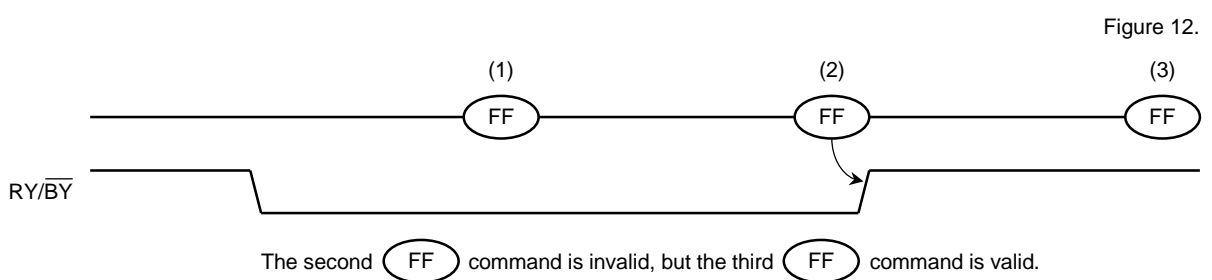 Figure 12.
(1) (2) (3)
FF FF FF
RY/B̅Y̅
The second FF command is invalid, but the third FF command is valid.